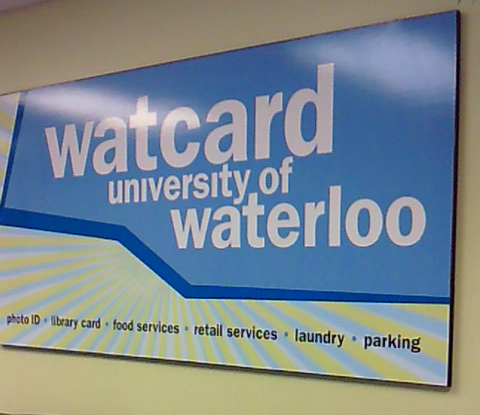 watcard
university of
waterloo
photo ID • library card • food services • retail services • laundry • parking